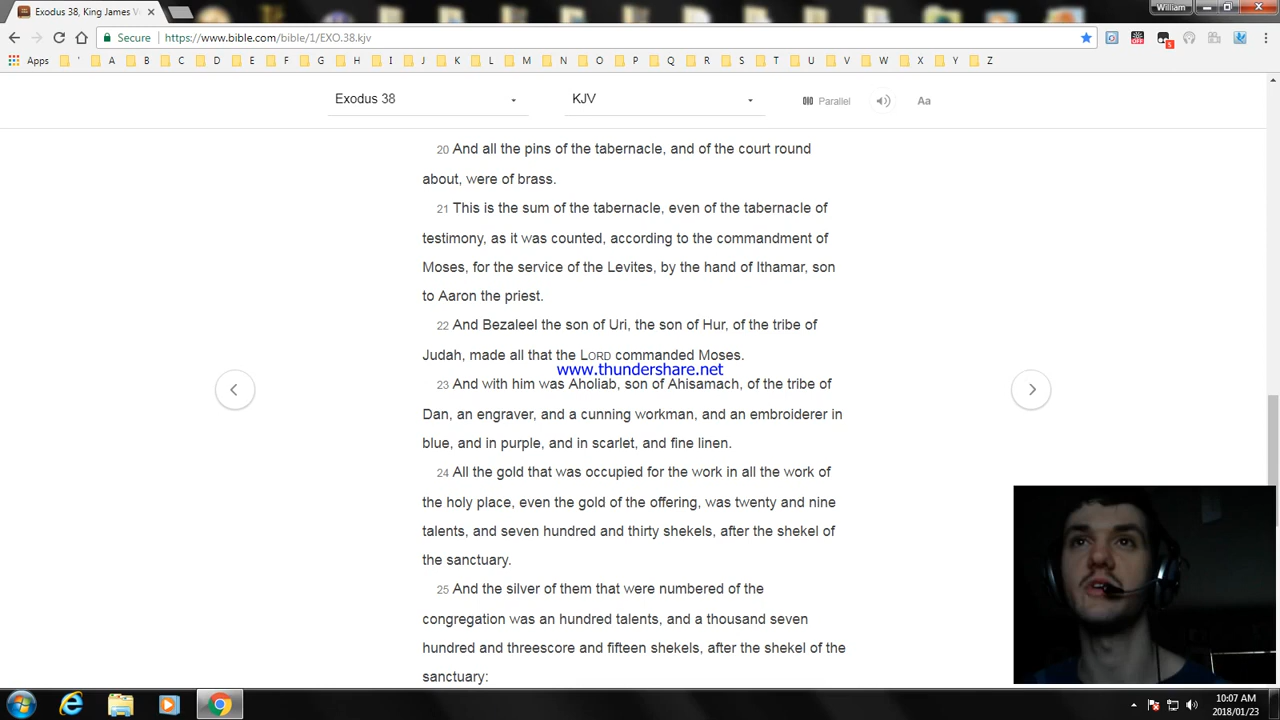 Exodus 38, King James V
William
Secure
https://www.bible.com/bible/1/EXO.38.kjv
Apps ' A B C D E F G H I J K L M N O P Q R S T U V W X Y Z
Exodus 38
KJV
Parallel
Aa
20 And all the pins of the tabernacle, and of the court round
about, were of brass.
21 This is the sum of the tabernacle, even of the tabernacle of
testimony, as it was counted, according to the commandment of
Moses, for the service of the Levites, by the hand of Ithamar, son
to Aaron the priest.
22 And Bezaleel the son of Uri, the son of Hur, of the tribe of
Judah, made all that the LORD commanded Moses.
www.thundershare.net
23 And with him was Aholiab, son of Ahisamach, of the tribe of
Dan, an engraver, and a cunning workman, and an embroiderer in
blue, and in purple, and in scarlet, and fine linen.
24 All the gold that was occupied for the work in all the work of
the holy place, even the gold of the offering, was twenty and nine
talents, and seven hundred and thirty shekels, after the shekel of
the sanctuary.
25 And the silver of them that were numbered of the
congregation was an hundred talents, and a thousand seven
hundred and threescore and fifteen shekels, after the shekel of the
sanctuary:
10:07 AM
2018/01/23